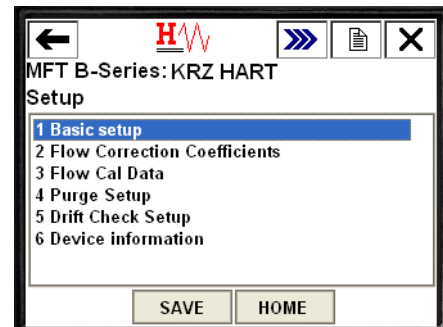 H
MFT B-Series: KRZ HART
Setup
1 Basic setup
2 Flow Correction Coefficients
3 Flow Cal Data
4 Purge Setup
5 Drift Check Setup
6 Device information
SAVE HOME